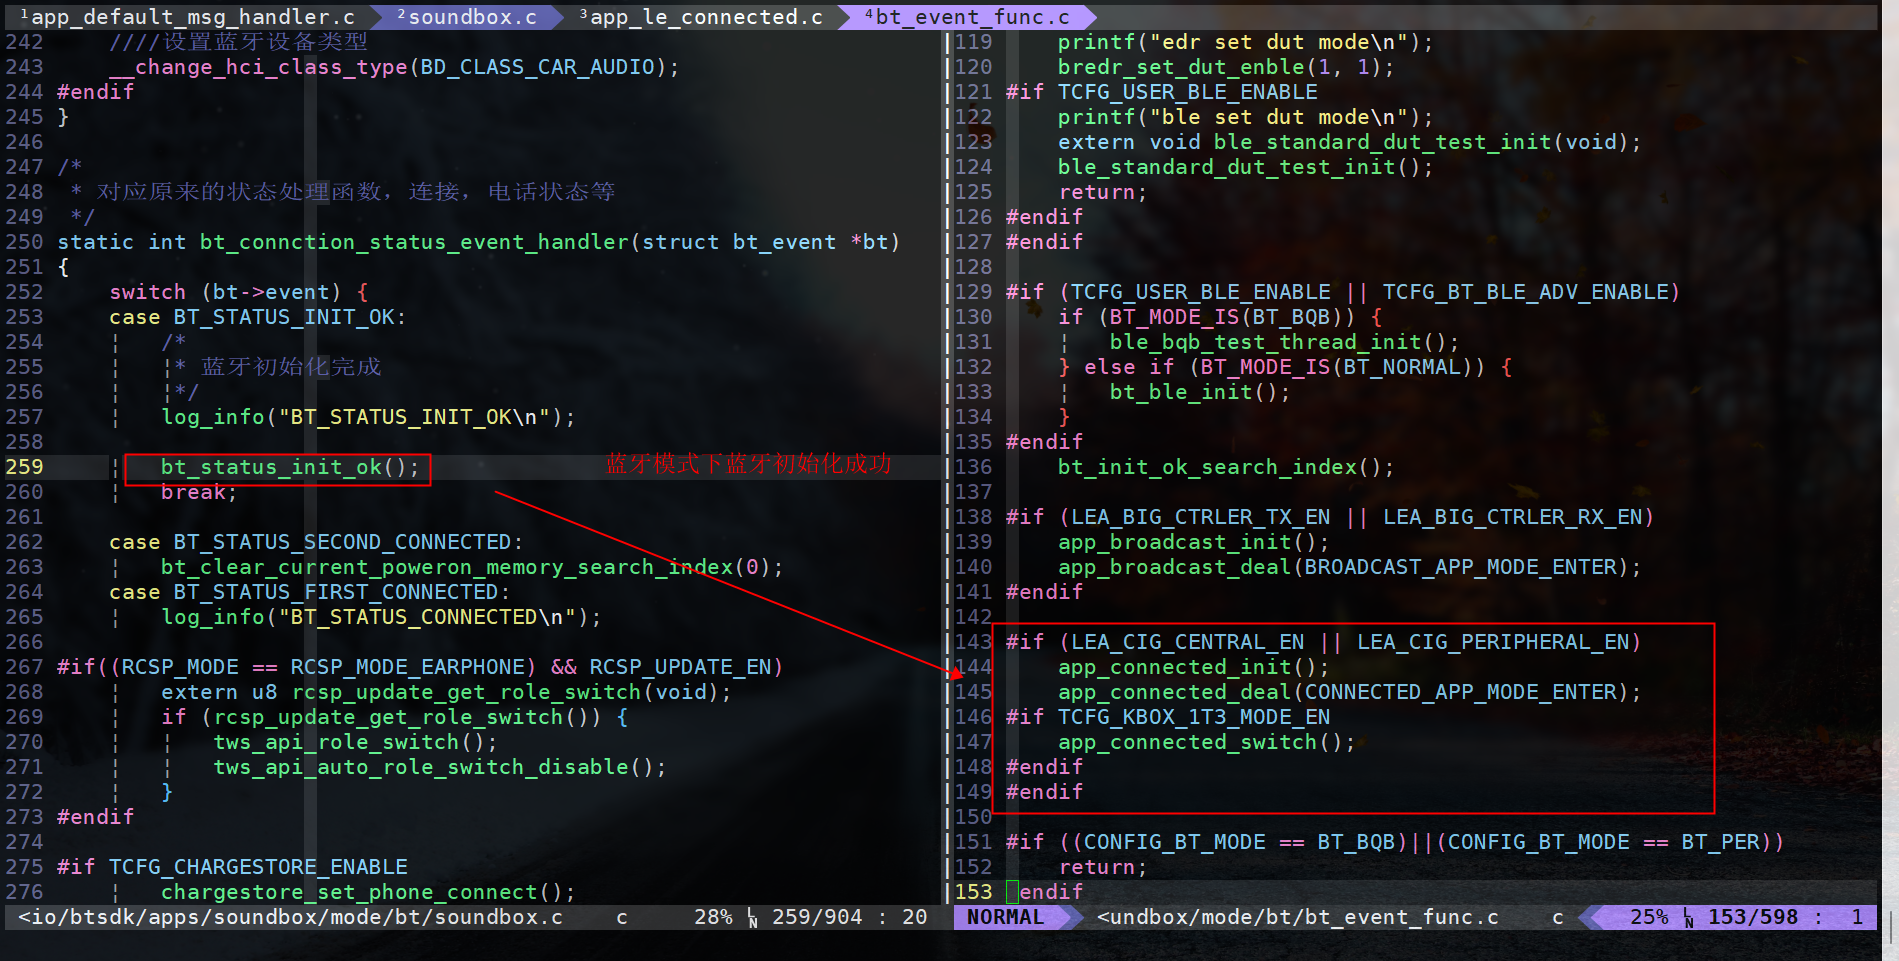 1app_default_msg_handler.c 2soundbox.c 3app_le_connected.c 4bt_event_func.c
242 ////设置蓝牙设备类型
243 __change_hci_class_type(BD_CLASS_CAR_AUDIO);
244 #endif
245 }
246
247 /*
248 * 对应原来的状态处理函数，连接，电话状态等
249 */
250 static int bt_connction_status_event_handler(struct bt_event *bt)
251 {
252 switch (bt->event) {
253 case BT_STATUS_INIT_OK:
254 /*
255 * 蓝牙初始化完成
256 */
257 log_info("BT_STATUS_INIT_OK\n");
258
259 bt_status_init_ok(); 蓝牙模式下蓝牙初始化成功
260 break;
261
262 case BT_STATUS_SECOND_CONNECTED:
263 bt_clear_current_poweron_memory_search_index(0);
264 case BT_STATUS_FIRST_CONNECTED:
265 log_info("BT_STATUS_CONNECTED\n");
266
267 #if((RCSP_MODE == RCSP_MODE_EARPHONE) && RCSP_UPDATE_EN)
268 extern u8 rcsp_update_get_role_switch(void);
269 if (rcsp_update_get_role_switch()) {
270 tws_api_role_switch();
271 tws_api_auto_role_switch_disable();
272 }
273 #endif
274
275 #if TCFG_CHARGESTORE_ENABLE
276 chargestore_set_phone_connect();
<io/btsdk/apps/soundbox/mode/bt/soundbox.c c 28% LN 259/904 : 20
119 printf("edr set dut mode\n");
120 bredr_set_dut_enble(1, 1);
121 #if TCFG_USER_BLE_ENABLE
122 printf("ble set dut mode\n");
123 extern void ble_standard_dut_test_init(void);
124 ble_standard_dut_test_init();
125 return;
126 #endif
127 #endif
128
129 #if (TCFG_USER_BLE_ENABLE || TCFG_BT_BLE_ADV_ENABLE)
130 if (BT_MODE_IS(BT_BQB)) {
131 ble_bqb_test_thread_init();
132 } else if (BT_MODE_IS(BT_NORMAL)) {
133 bt_ble_init();
134 }
135 #endif
136 bt_init_ok_search_index();
137
138 #if (LEA_BIG_CTRLER_TX_EN || LEA_BIG_CTRLER_RX_EN)
139 app_broadcast_init();
140 app_broadcast_deal(BROADCAST_APP_MODE_ENTER);
141 #endif
142
143 #if (LEA_CIG_CENTRAL_EN || LEA_CIG_PERIPHERAL_EN)
144 app_connected_init();
145 app_connected_deal(CONNECTED_APP_MODE_ENTER);
146 #if TCFG_KBOX_1T3_MODE_EN
147 app_connected_switch();
148 #endif
149 #endif
150
151 #if ((CONFIG_BT_MODE == BT_BQB)||(CONFIG_BT_MODE == BT_PER))
152 return;
153 endif
NORMAL <undbox/mode/bt/bt_event_func.c c 25% LN 153/598 : 1